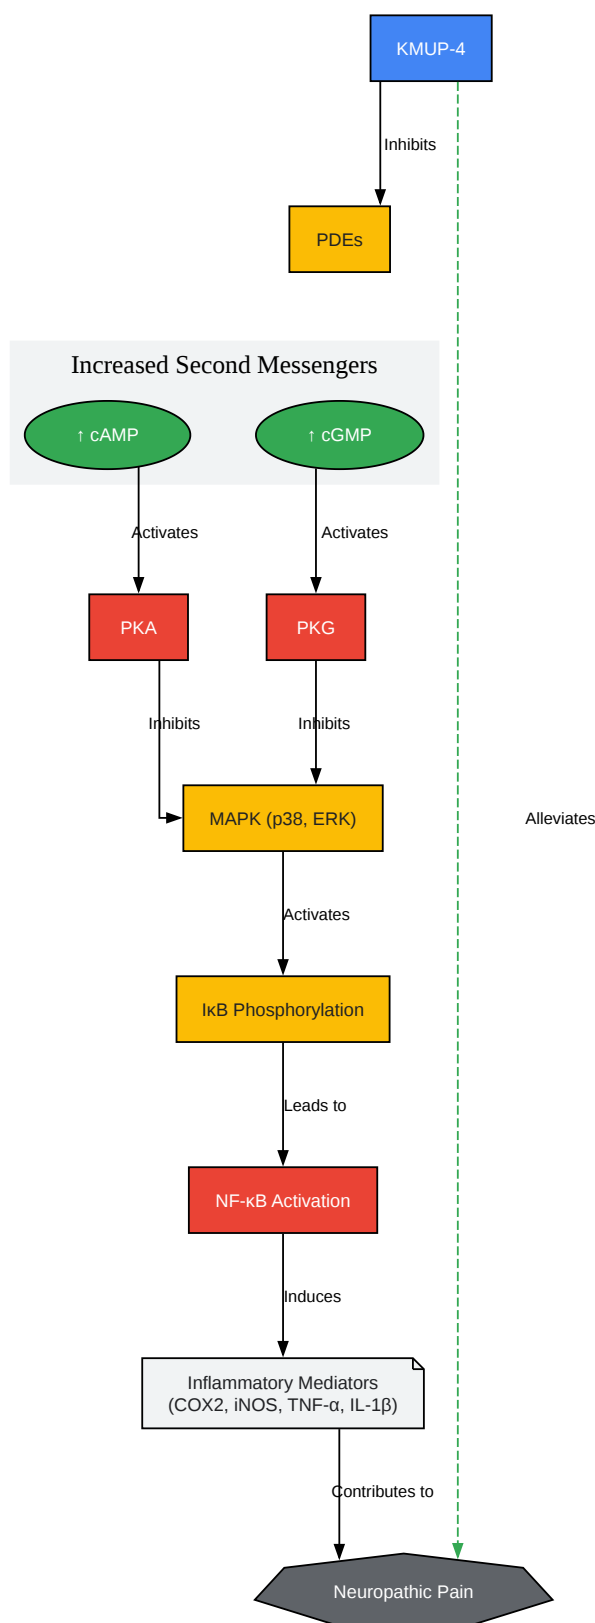 KMUP-4
Inhibits
PDEs
Increased Second Messengers
↑ cAMP
↑ cGMP
Activates
Activates
PKA
PKG
Inhibits
Inhibits
MAPK (p38, ERK)
Alleviates
Activates
IκB Phosphorylation
Leads to
NF-κB Activation
Induces
Inflammatory Mediators
(COX2, iNOS, TNF-α, IL-1β)
Contributes to
Neuropathic Pain